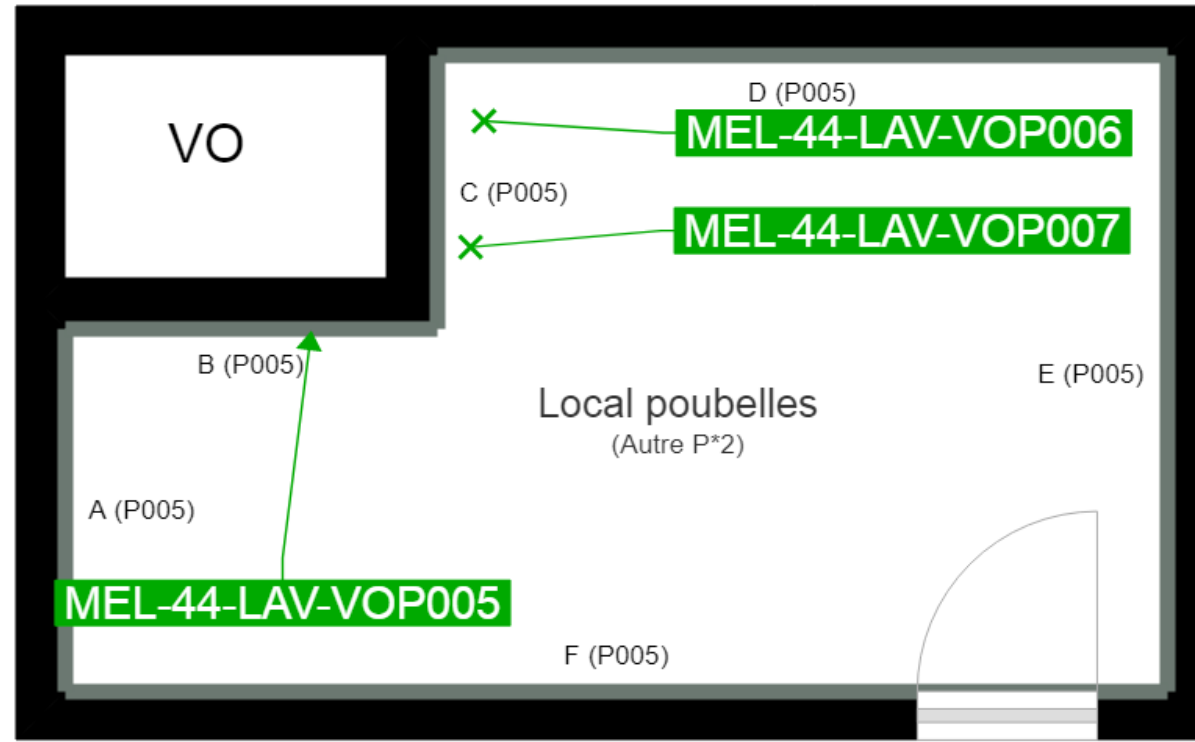 VO
D (P005)
MEL-44-LAV-VOP006
C (P005)
MEL-44-LAV-VOP007
B (P005)
E (P005)
Local poubelles
(Autre P*2)
A (P005)
MEL-44-LAV-VOP005
F (P005)